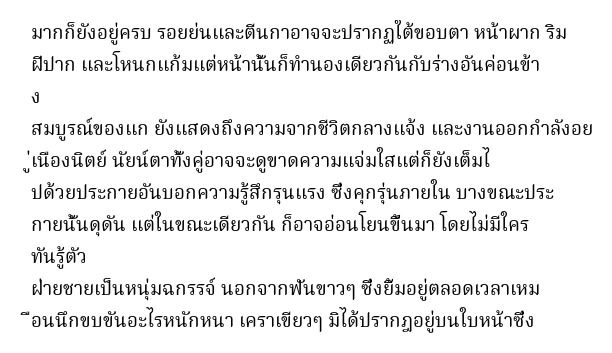 มากก็ยังอยู่ครบ รอยย่นและตีนกาอาจจะปรากฏใต้ขอบตา หน้าผาก ริม
ฝีปาก และโหนกแก้มแต่หน้านั้นก็ทำนองเดียวกันกับร่างอันค่อนข้า
ง
สมบูรณ์ของแก ยังแสดงถึงความจากชีวิตกลางแจ้ง และงานออกกำลังอย
ู่เนืองนิตย์ นัยน์ตาทั้งคู่อาจจะดูขาดความแจ่มใสแต่ก็ยังเต็มไ
ปด้วยประกายอันบอกความรู้สึกรุนแรง ซึ่งคุกรุ่นภายใน บางขณะประ
กายนั้นดุดัน แต่ในขณะเดียวกัน ก็อาจอ่อนโยนขึ้นมา โดยไม่มีใคร
ทันรู้ตัว
ฝ่ายชายเป็นหนุ่มฉกรรจ์ นอกจากฟันขาวๆ ซึ่งยิ้มอยู่ตลอดเวลาเหม
ือนนึกขบขันอะไรหนักหนา เคราเขียวๆ มิได้ปรากฎอยู่บนใบหน้าซึ่ง